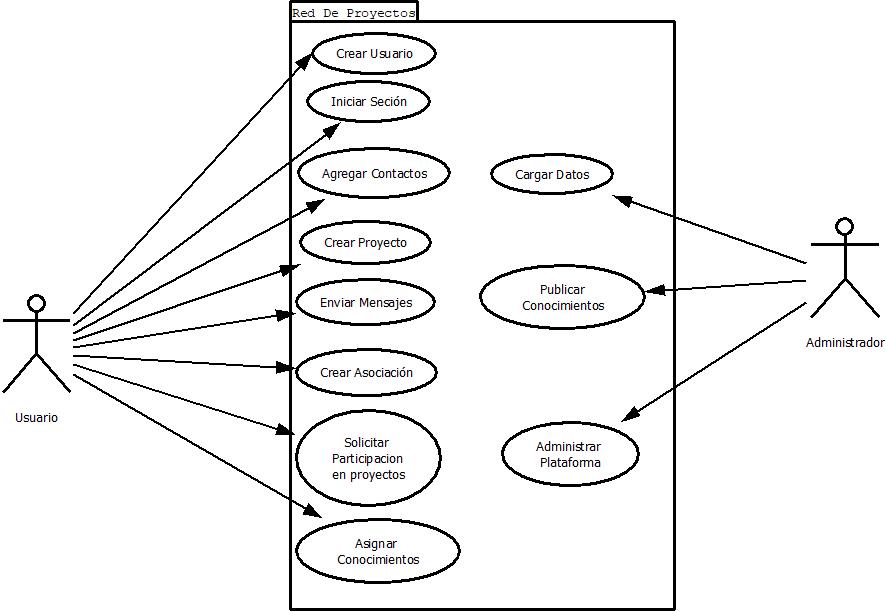 Red De Proyectos
Crear Usuario
Iniciar Seción
Agregar Contactos
Cargar Datos
Crear Proyecto
Enviar Mensajes
Publicar
Conocimientos
Administrador
Crear Asociación
Usuario
Solicitar
Participacion
en proyectos
Administrar
Plataforma
Asignar
Conocimientos